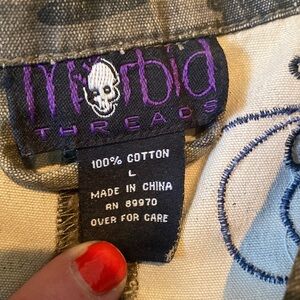 Morbid
THREADS
100% COTTON
L
MADE IN CHINA
RN 89970
OVER FOR CARE